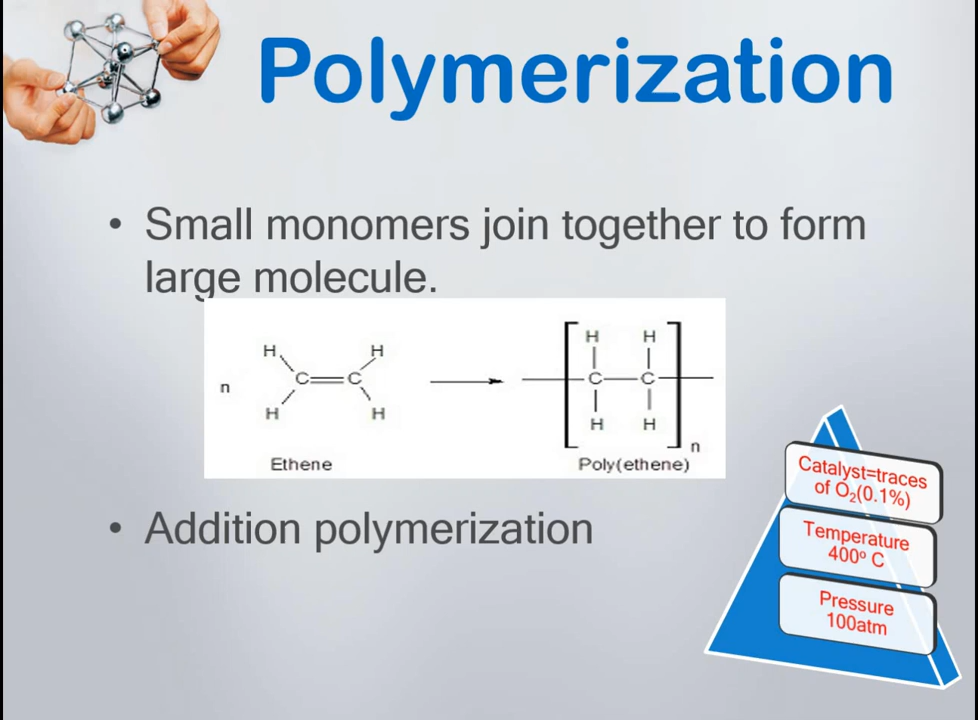 Polymerization
• Small monomers join together to form
large molecule.
H H H H
n C C C C
H H H H
n
Ethene Poly(ethene)
• Addition polymerization
Catalyst=traces
of O₂(0.1%)
Temperature
400º C
Pressure
100atm